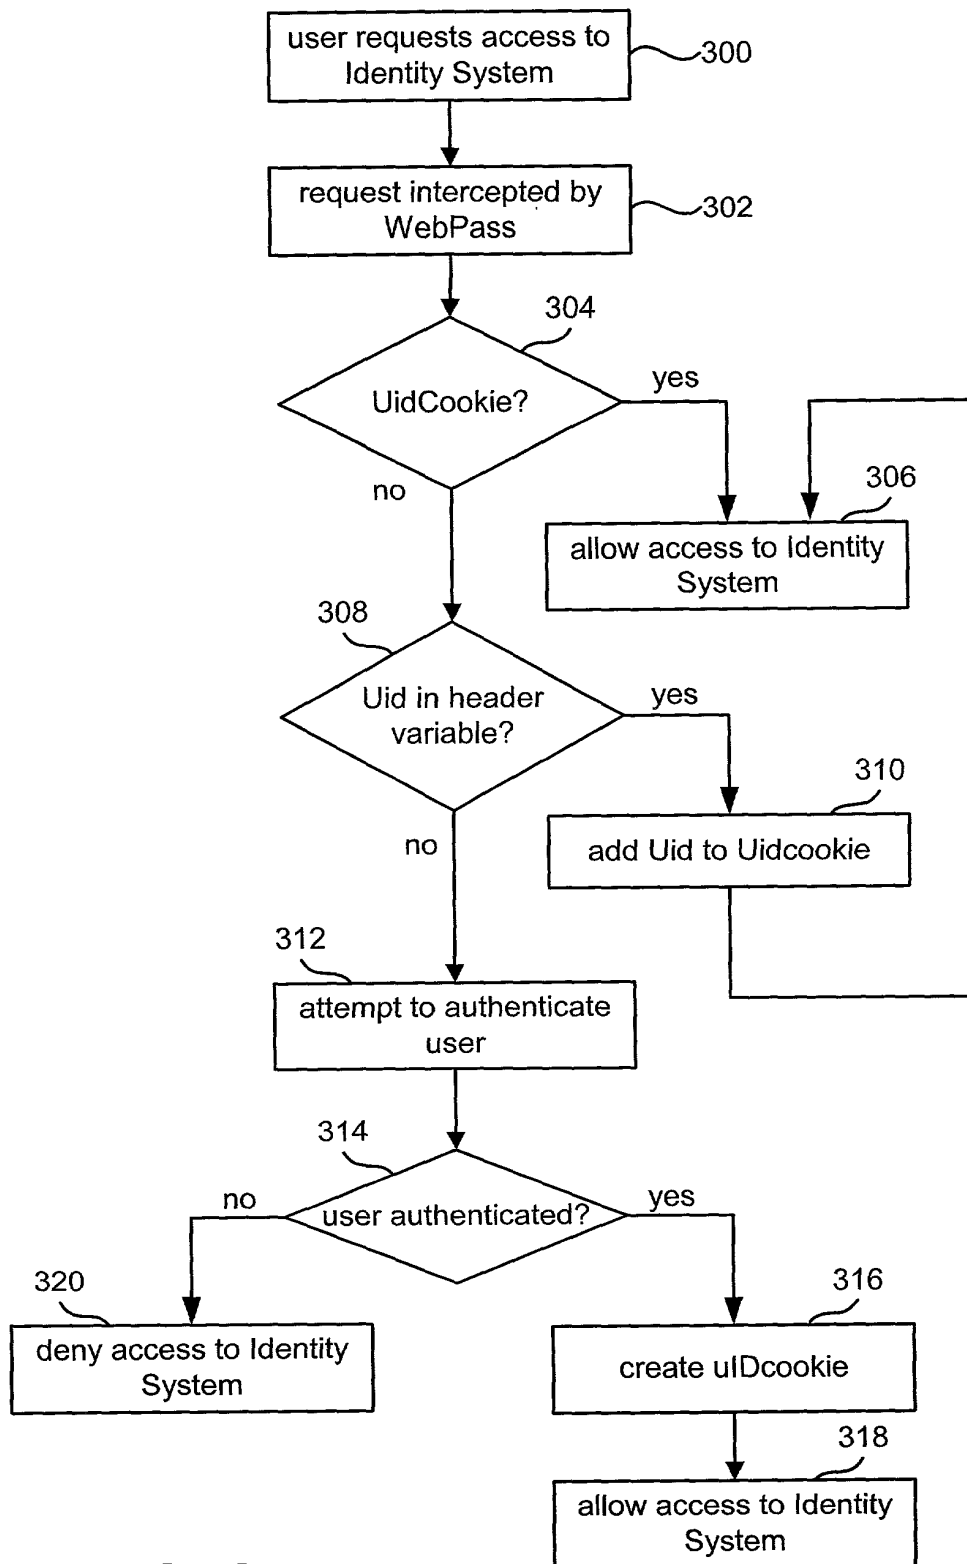 user requests access to
Identity System
300
request intercepted by
WebPass
302
304
UidCookie?
yes
no
306
allow access to Identity
System
308
Uid in header
variable?
yes
no
310
add Uid to Uidcookie
312
attempt to authenticate
user
314
user authenticated?
no
yes
320
deny access to Identity
System
316
create uIDcookie
318
allow access to Identity
System